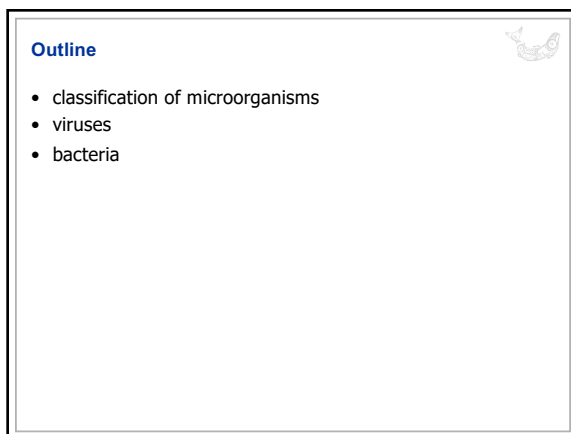 Outline
• classification of microorganisms
• viruses
• bacteria